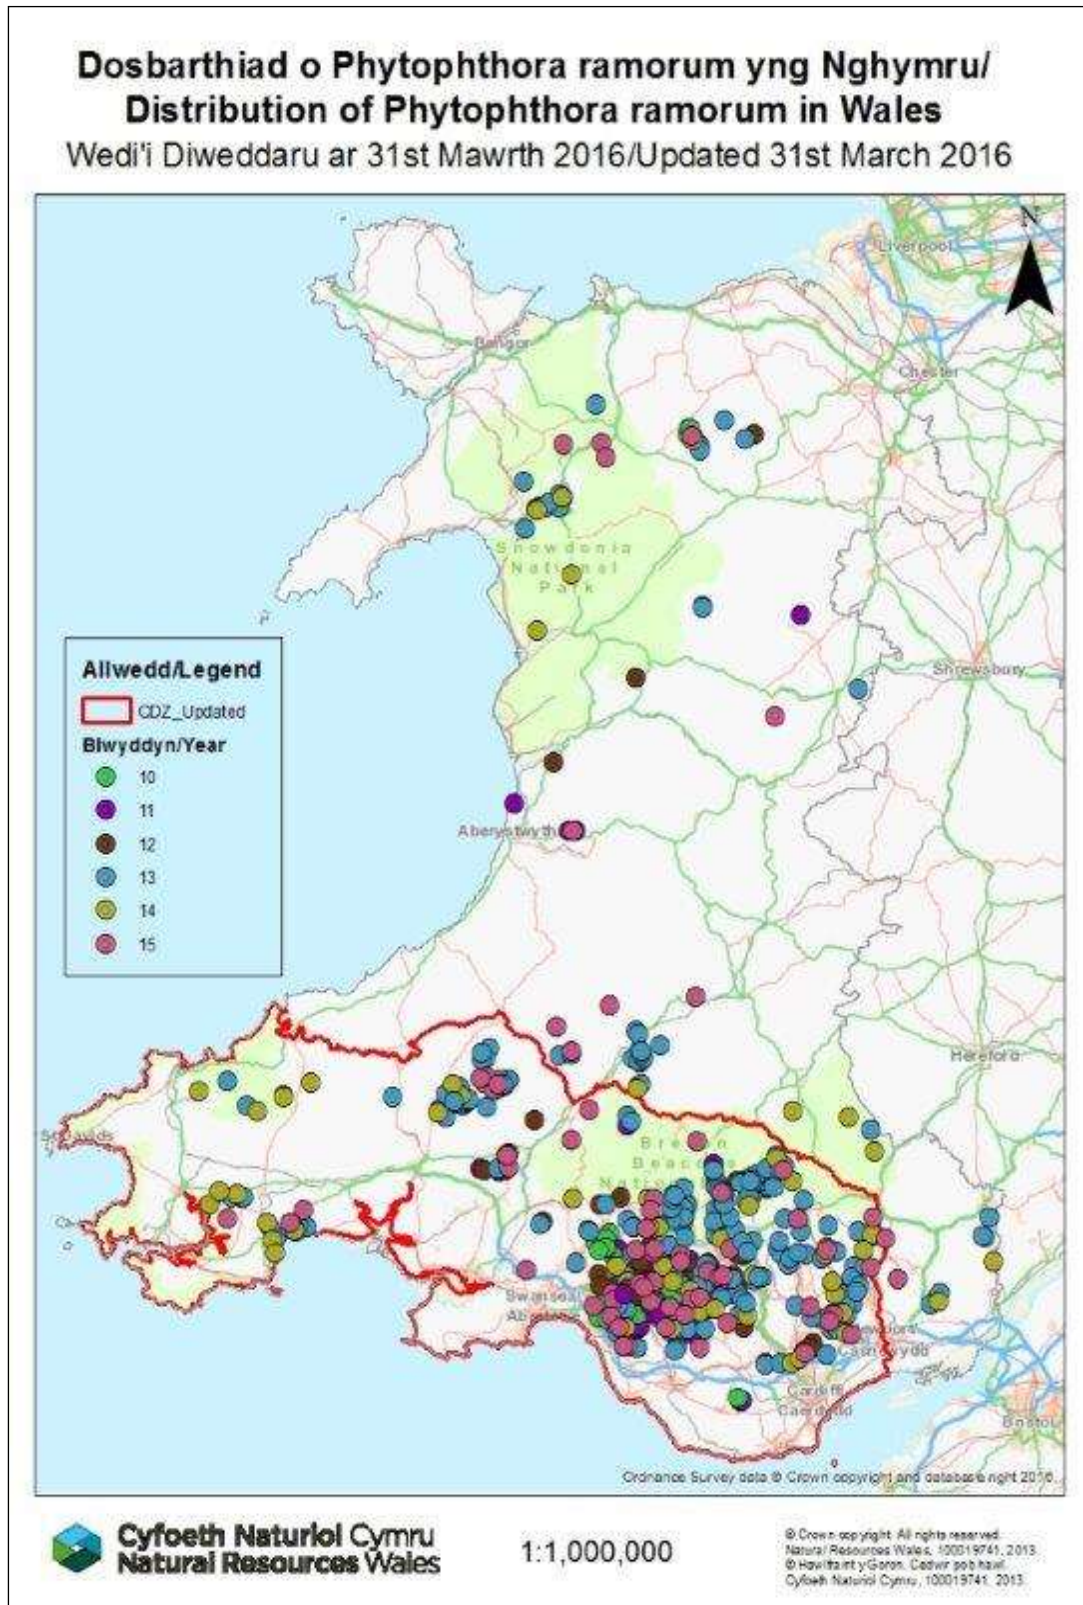 Dosbarthiad o Phytophthora ramorum yng Nghymru/
Distribution of Phytophthora ramorum in Wales
Wedi'i Diweddaru ar 31st Mawrth 2016/Updated 31st March 2016
N
Liverpool
Bangor
Chester
Snowdonia
National
Park
Allwedd/Legend
CDZ_Updated
Blwyddyn/Year
10
11
12
13
14
15
Shrewsbury
Aberystwyth
Hereford
Brecon
Beacons
Swansea
Cardiff
Caerdydd
Bristol
Ordnance Survey data © Crown copyright and database right 2016.
Cyfoeth Naturiol Cymru
Natural Resources Wales
1:1,000,000
© Crown copyright. All rights reserved.
Natural Resources Wales, 100019741, 2013.
© Hawlfraint y Goron. Cedwir pob hawl.
Cyfoeth Naturiol Cymru, 100019741, 2013.